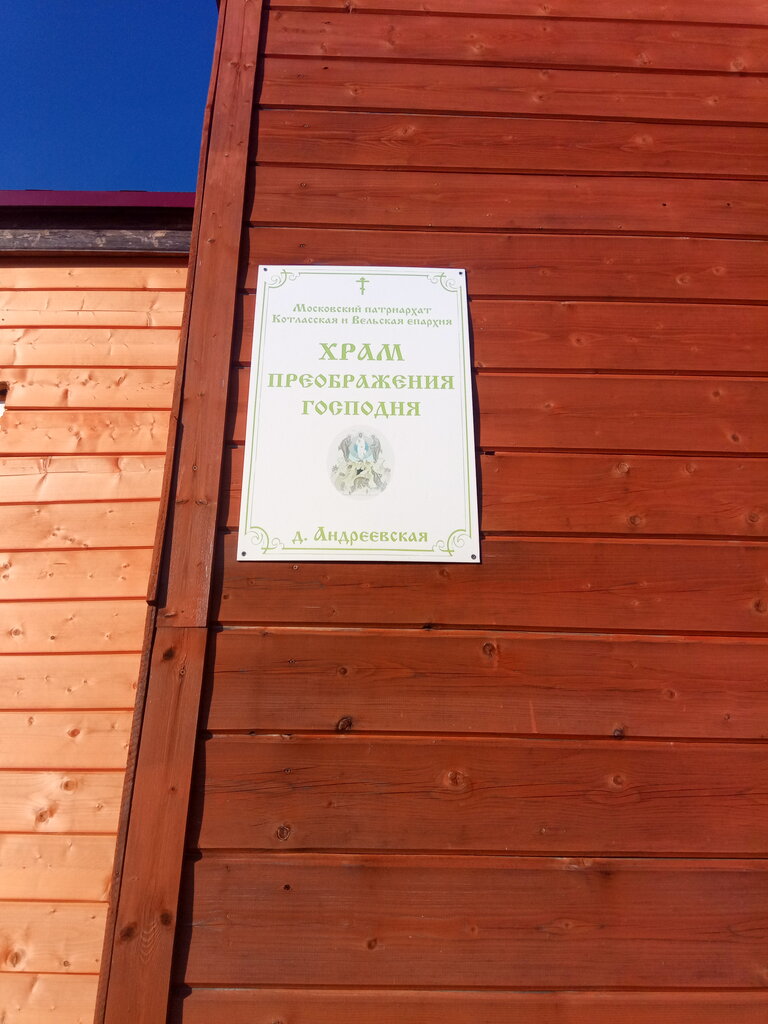 Московский патриархат
Котласская и Вельская епархия
ХРАМ
ПРЕОБРАЖЕНИЯ
ГОСПОДНЯ
д. Андреевская